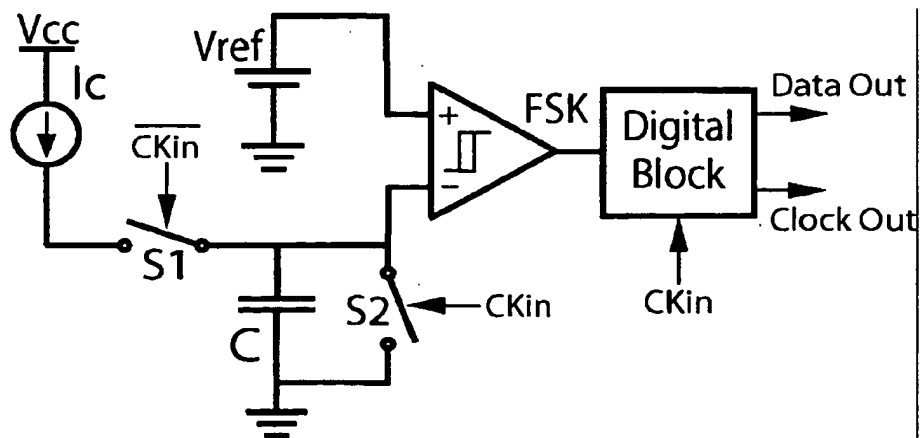 Vcc
Ic
Vref
+
−
FSK
Digital
Block
Data Out
Clock Out
CKin
S1
C
S2
CKin
CKin